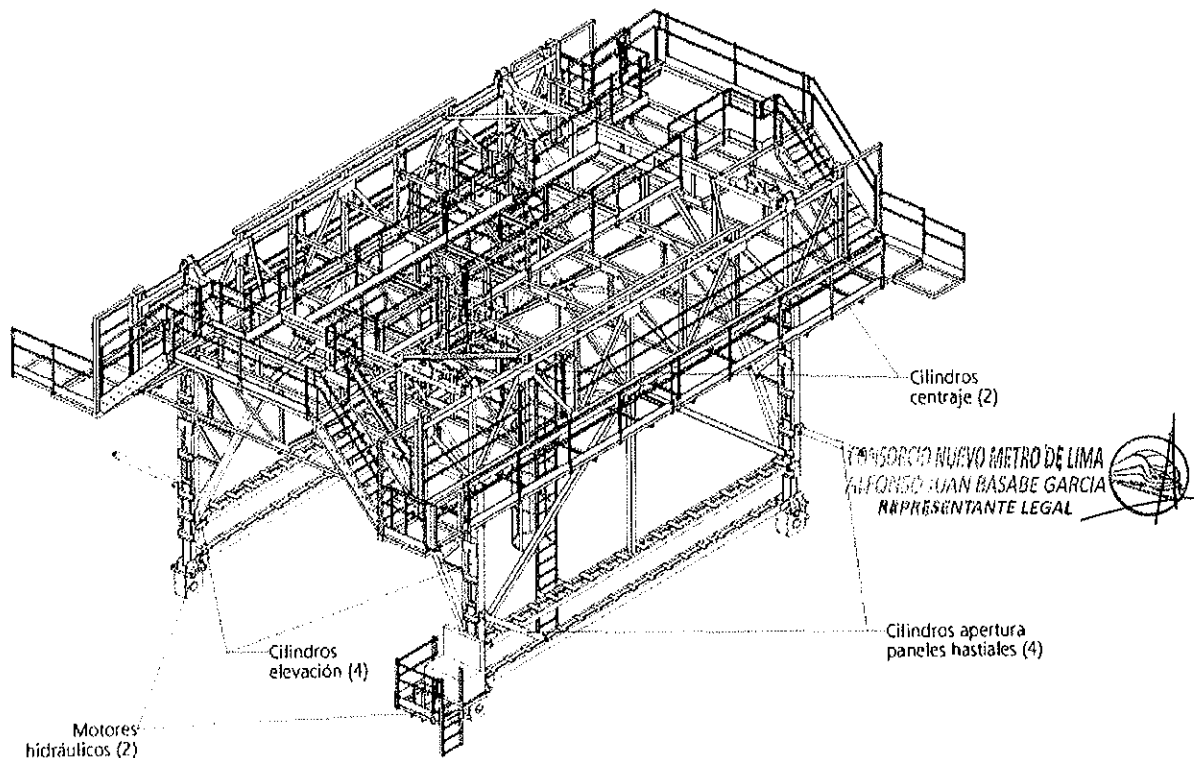 Cilindros
centraje (2)
CONSORCIO NUEVO METRO DE LIMA
ALFONSO JUAN BASABE GARCIA
REPRESENTANTE LEGAL
Cilindros apertura
paneles hastiales (4)
Cilindros
elevación (4)
Motores
hidráulicos (2)